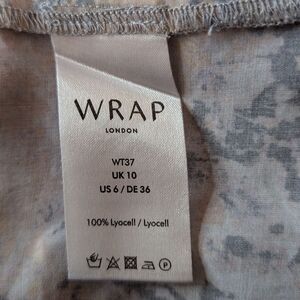 WRAP
LONDON
WT37
UK 10
US 6 / DE 36
100% Lyocell / Lyocell
P